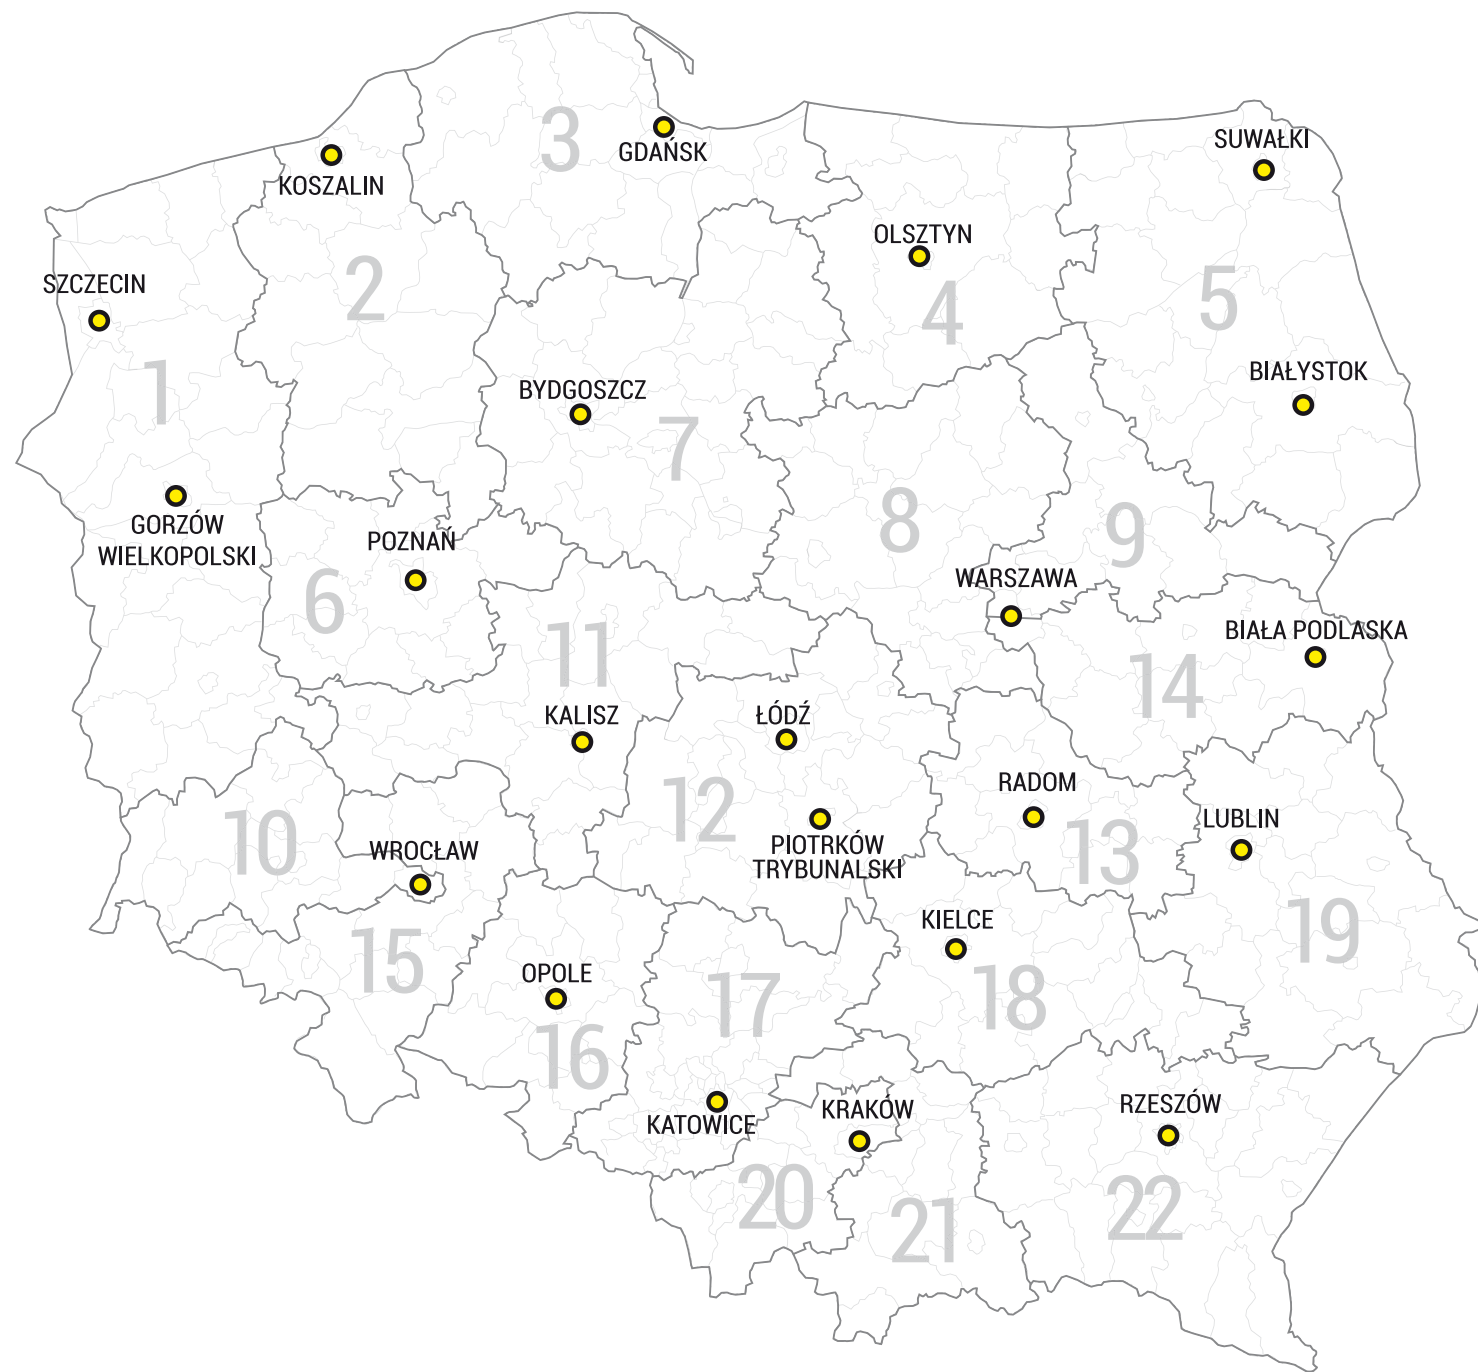 3
GDAŃSK
SUWAŁKI
KOSZALIN
OLSZTYN
SZCZECIN
2
4
5
1
BYDGOSZCZ
BIAŁYSTOK
7
GORZÓW
WIELKOPOLSKI
POZNAŃ
8
9
6
WARSZAWA
11
BIAŁA PODLASKA
14
KALISZ
ŁÓDŹ
RADOM
12
10
WROCŁAW
PIOTRKÓW
TRYBUNALSKI
13
LUBLIN
KIELCE
19
15
OPOLE
17
18
16
KATOWICE
KRAKÓW
RZESZÓW
20
21
22